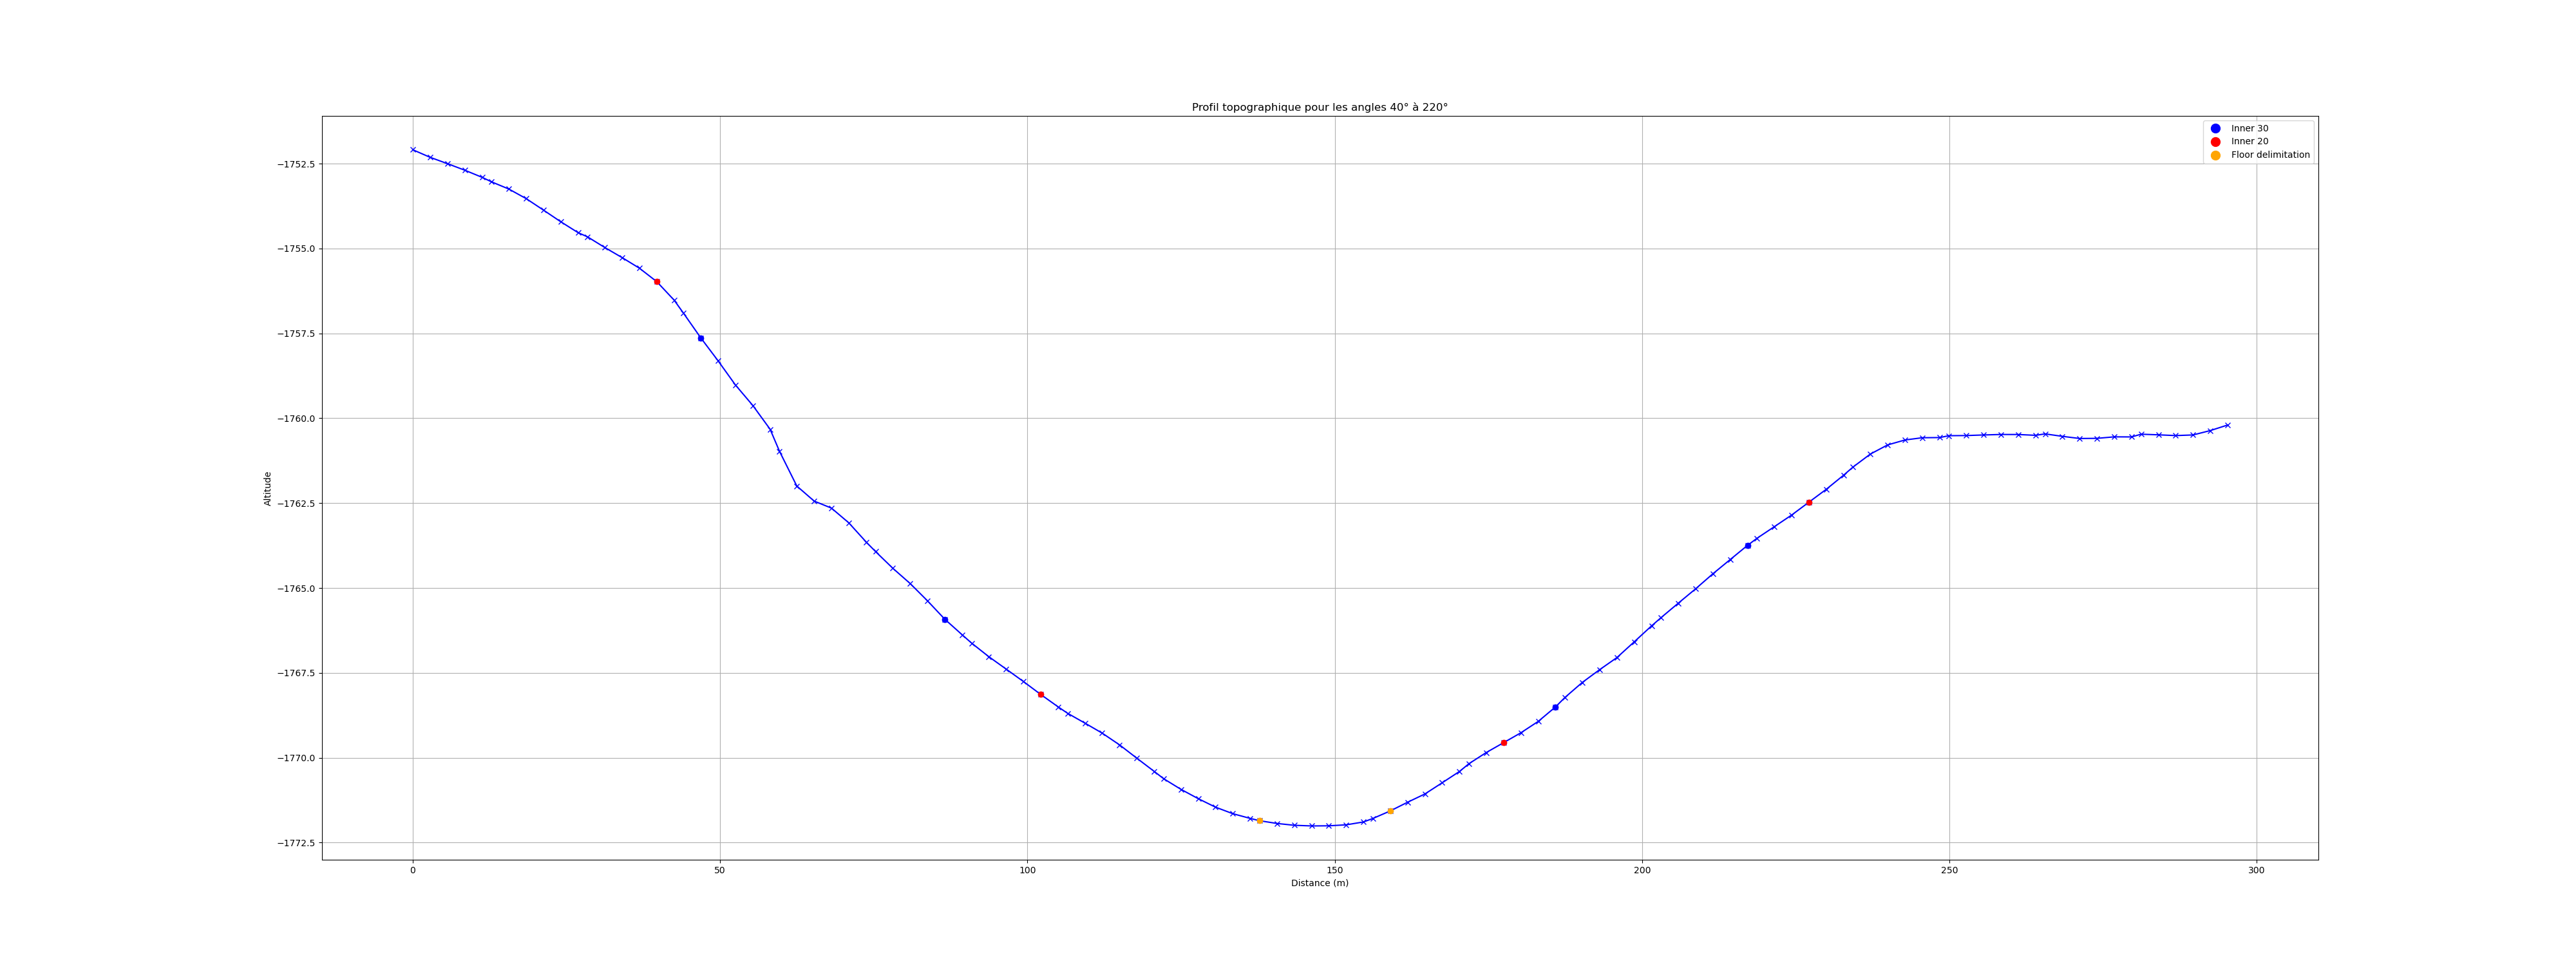 Profil topographique pour les angles 40° à 220°
Inner 30
Inner 20
Floor delimitation
−1752.5
−1755.0
−1757.5
−1760.0
−1762.5
−1765.0
−1767.5
−1770.0
−1772.5
Altitude
0 50 100 150 200 250 300
Distance (m)